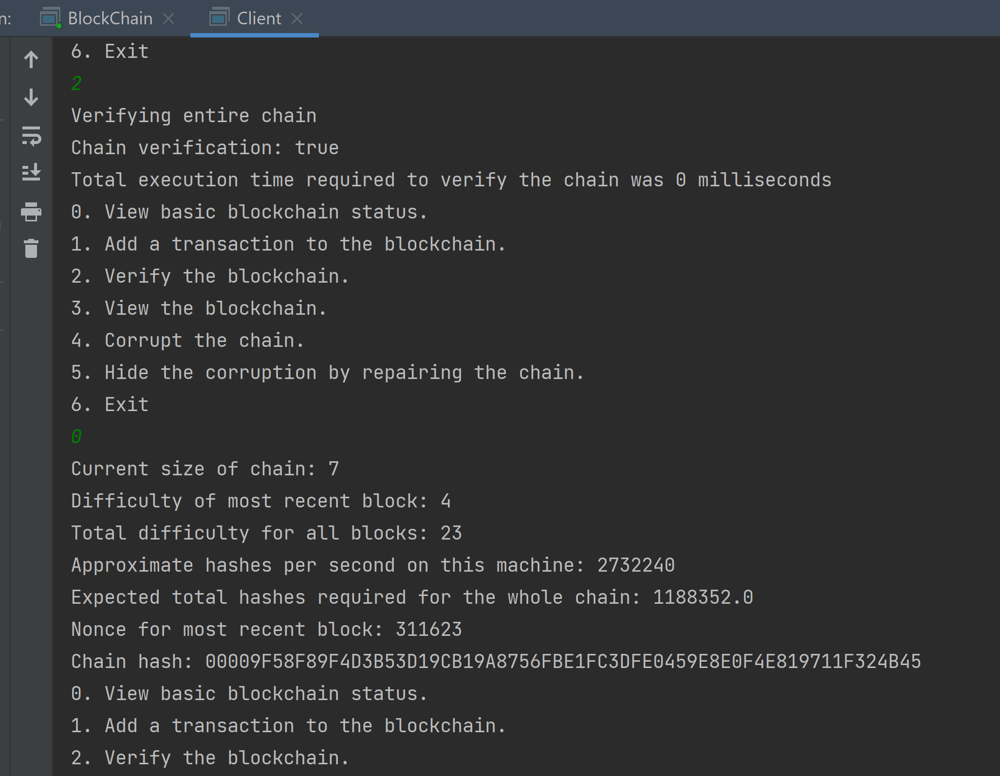 n:
BlockChain
Client
6. Exit
2
Verifying entire chain
Chain verification: true
Total execution time required to verify the chain was 0 milliseconds
0. View basic blockchain status.
1. Add a transaction to the blockchain.
2. Verify the blockchain.
3. View the blockchain.
4. Corrupt the chain.
5. Hide the corruption by repairing the chain.
6. Exit
0
Current size of chain: 7
Difficulty of most recent block: 4
Total difficulty for all blocks: 23
Approximate hashes per second on this machine: 2732240
Expected total hashes required for the whole chain: 1188352.0
Nonce for most recent block: 311623
Chain hash: 00009F58F89F4D3B53D19CB19A8756FBE1FC3DFE0459E8E0F4E819711F324B45
0. View basic blockchain status.
1. Add a transaction to the blockchain.
2. Verify the blockchain.